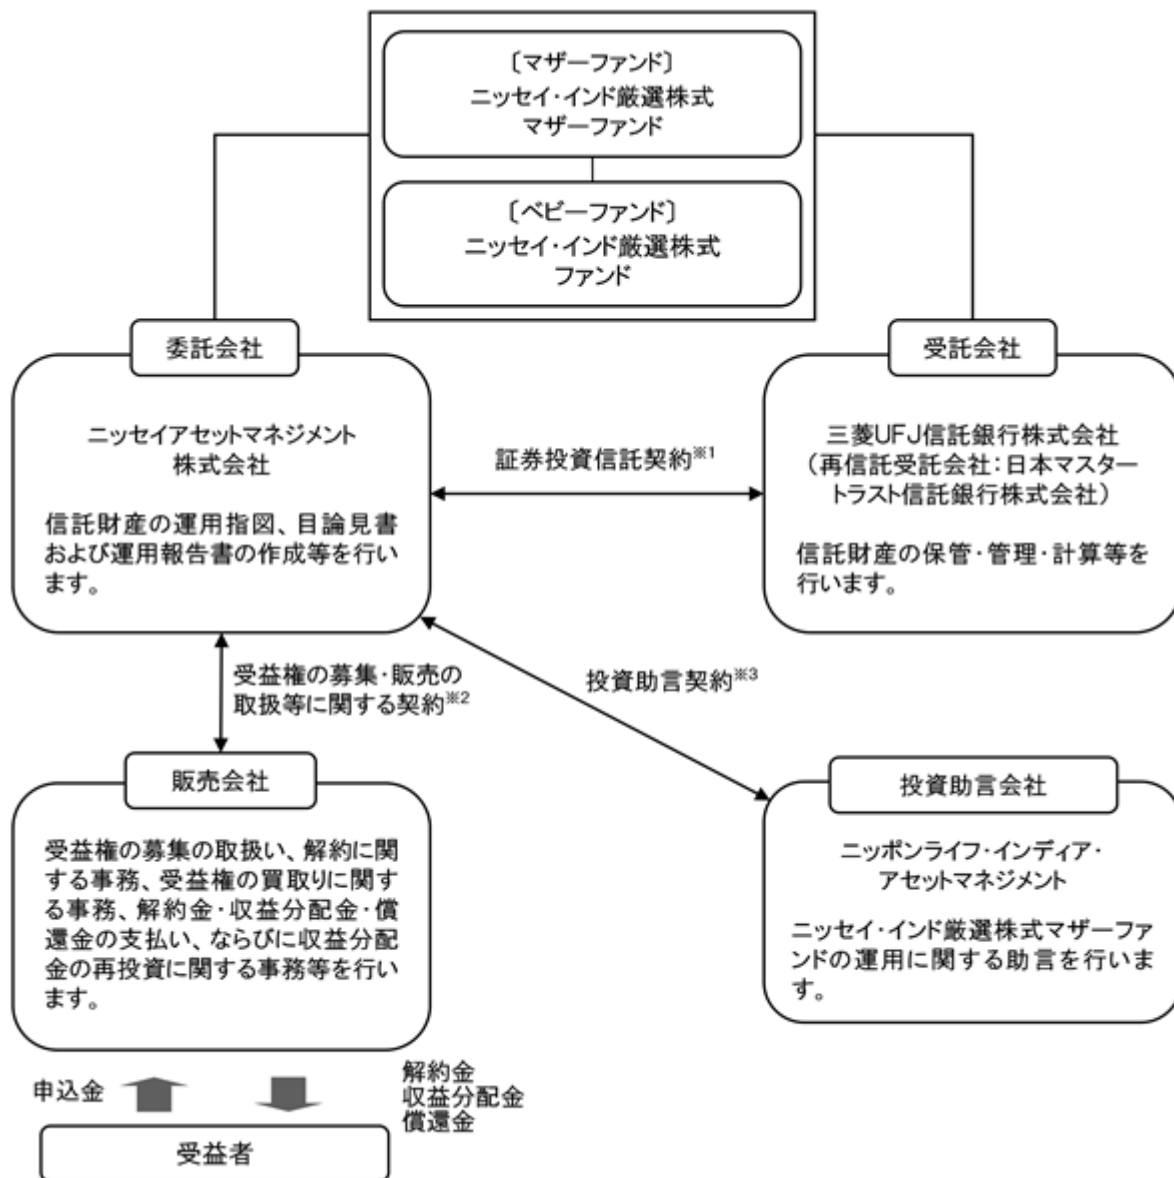 〔マザーファンド〕
ニッセイ・インド厳選株式
マザーファンド
〔ベビーファンド〕
ニッセイ・インド厳選株式
ファンド
委託会社
ニッセイアセットマネジメント
株式会社
信託財産の運用指図、目論見書
および運用報告書の作成等を行い
ます。
証券投資信託契約※1
受託会社
三菱UFJ信託銀行株式会社
（再信託受託会社：日本マスター
トラスト信託銀行株式会社）
信託財産の保管・管理・計算等を
行います。
受益権の募集・販売の
取扱等に関する契約※2
投資助言契約※3
販売会社
受益権の募集の取扱い、解約に関
する事務、受益権の買取りに関す
る事務、解約金・収益分配金・償
還金の支払い、ならびに収益分配
金の再投資に関する事務等を行い
ます。
投資助言会社
ニッポンライフ・インディア・
アセットマネジメント
ニッセイ・インド厳選株式マザーファ
ンドの運用に関する助言を行いま
す。
申込金
解約金
収益分配金
償還金
受益者